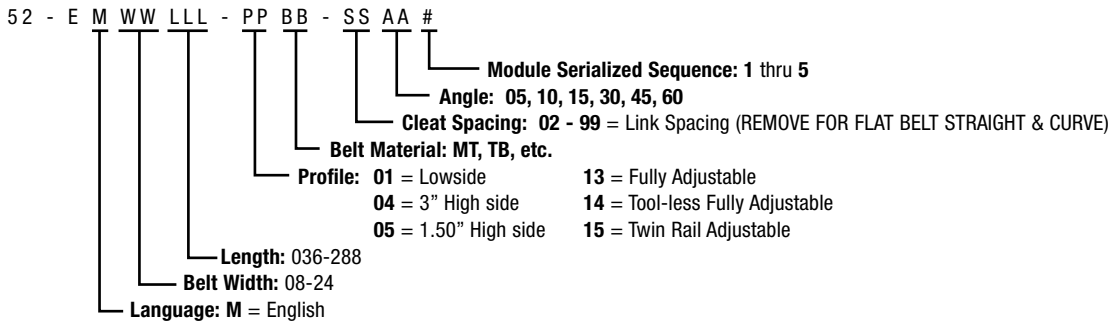 52 - E M WW LLL - PP BB - SS AA #
Module Serialized Sequence: 1 thru 5
Angle: 05, 10, 15, 30, 45, 60
Cleat Spacing: 02 - 99 = Link Spacing (REMOVE FOR FLAT BELT STRAIGHT & CURVE)
Belt Material: MT, TB, etc.
Profile: 01 = Lowside 13 = Fully Adjustable
04 = 3” High side 14 = Tool-less Fully Adjustable
05 = 1.50” High side 15 = Twin Rail Adjustable
Length: 036-288
Belt Width: 08-24
Language: M = English